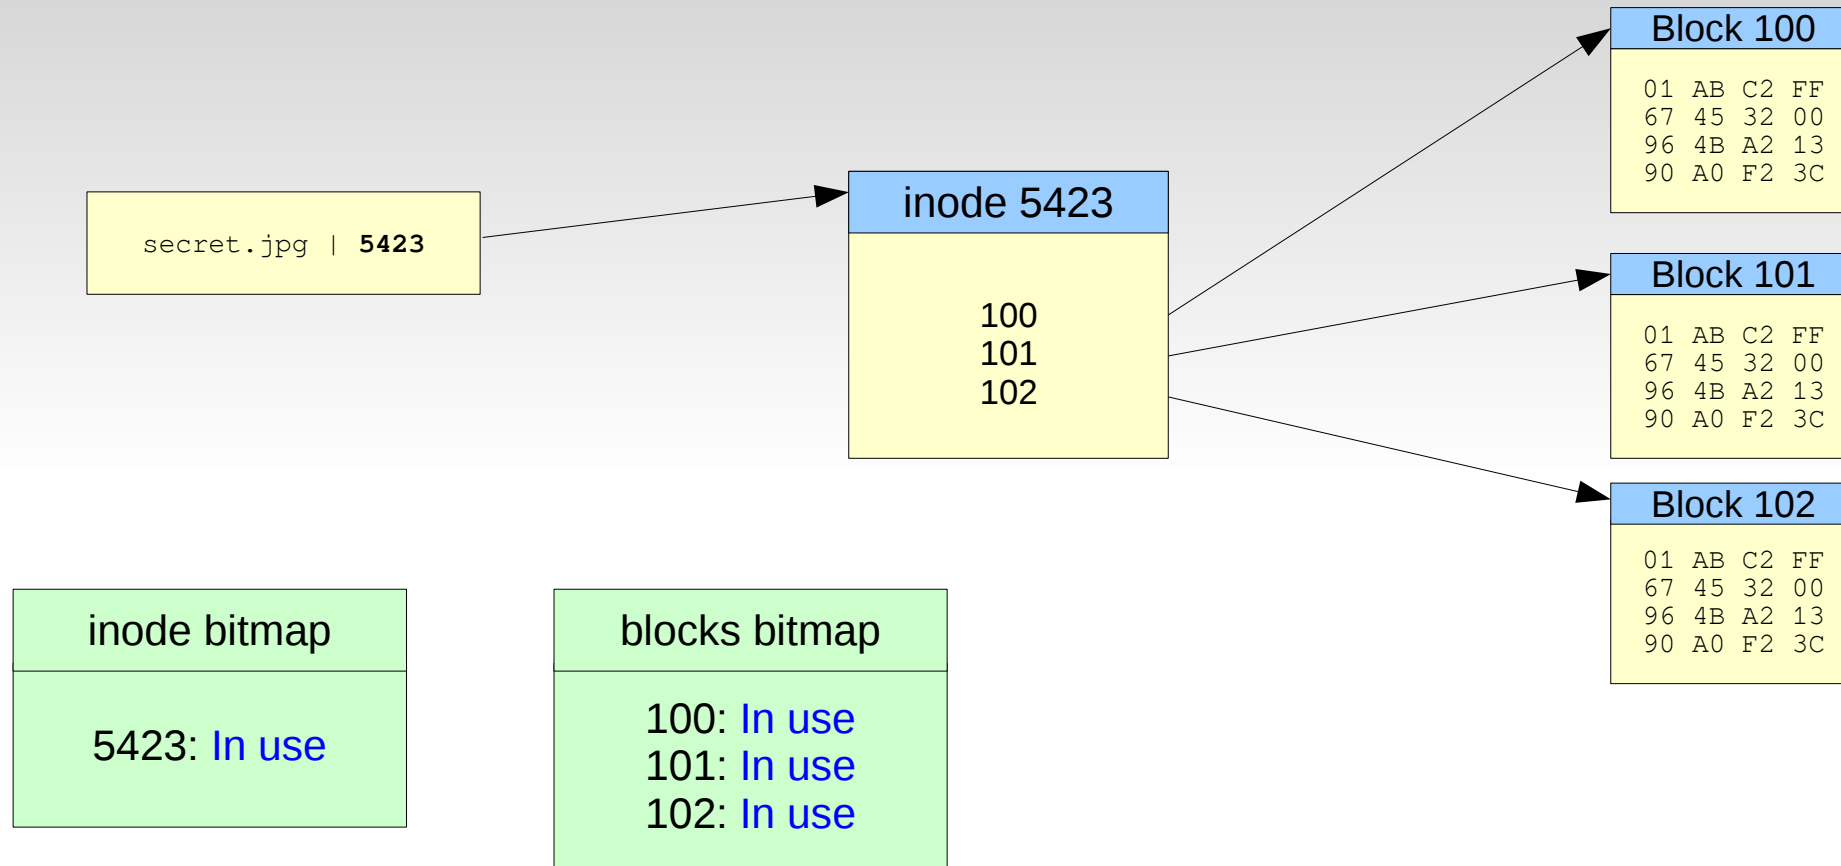 secret.jpg | 5423
inode 5423
100
101
102
Block 100
01 AB C2 FF
67 45 32 00
96 4B A2 13
90 A0 F2 3C
Block 101
01 AB C2 FF
67 45 32 00
96 4B A2 13
90 A0 F2 3C
Block 102
01 AB C2 FF
67 45 32 00
96 4B A2 13
90 A0 F2 3C
inode bitmap
5423: In use
blocks bitmap
100: In use
101: In use
102: In use